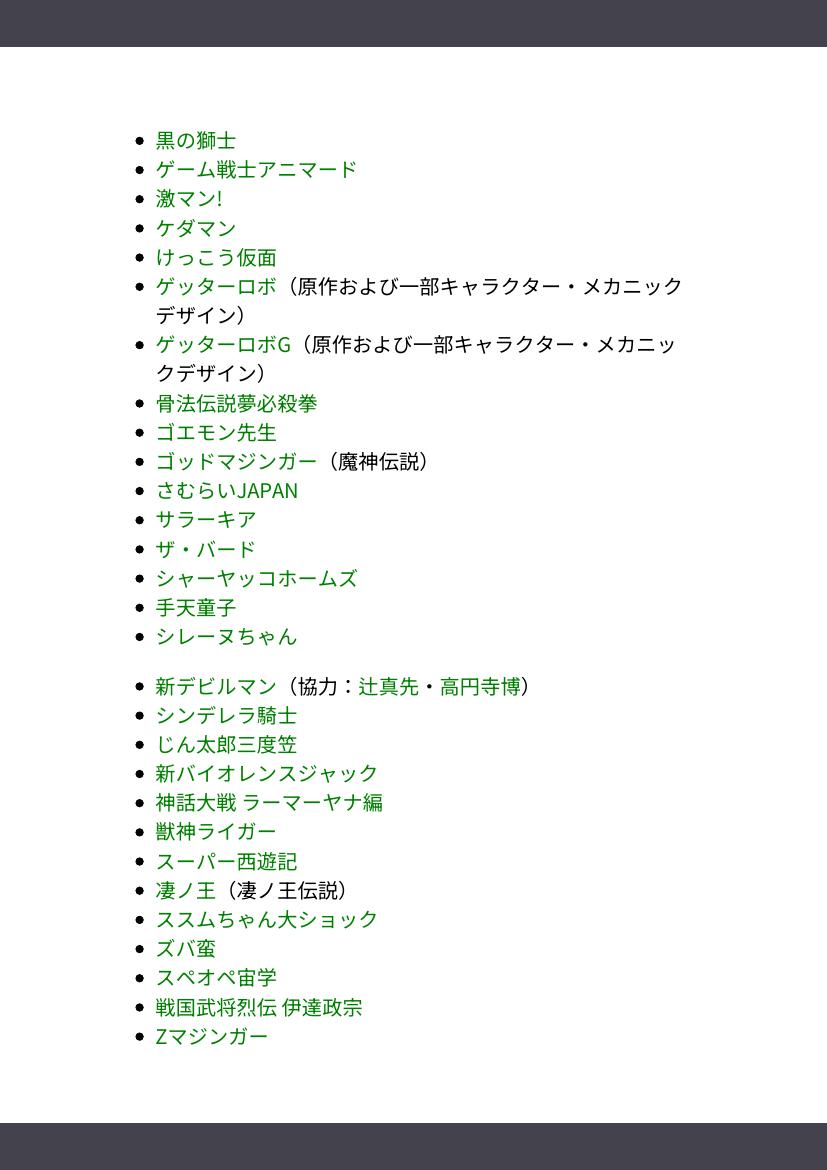 黒の獅士
ゲーム戦士アニマード
激マン!
ケダマン
けっこう仮面
ゲッターロボ（原作および一部キャラクター・メカニック
デザイン）
ゲッターロボG（原作および一部キャラクター・メカニッ
クデザイン）
骨法伝説夢必殺拳
ゴエモン先生
ゴッドマジンガー（魔神伝説）
さむらいJAPAN
サラーキア
ザ・バード
シャーヤッコホームズ
手天童子
シレーヌちゃん
新デビルマン（協力：辻真先・高円寺博）
シンデレラ騎士
じん太郎三度笠
新バイオレンスジャック
神話大戦 ラーマーヤナ編
獣神ライガー
スーパー西遊記
凄ノ王（凄ノ王伝説）
ススムちゃん大ショック
ズバ蛮
スペオペ宙学
戦国武将烈伝 伊達政宗
Zマジンガー